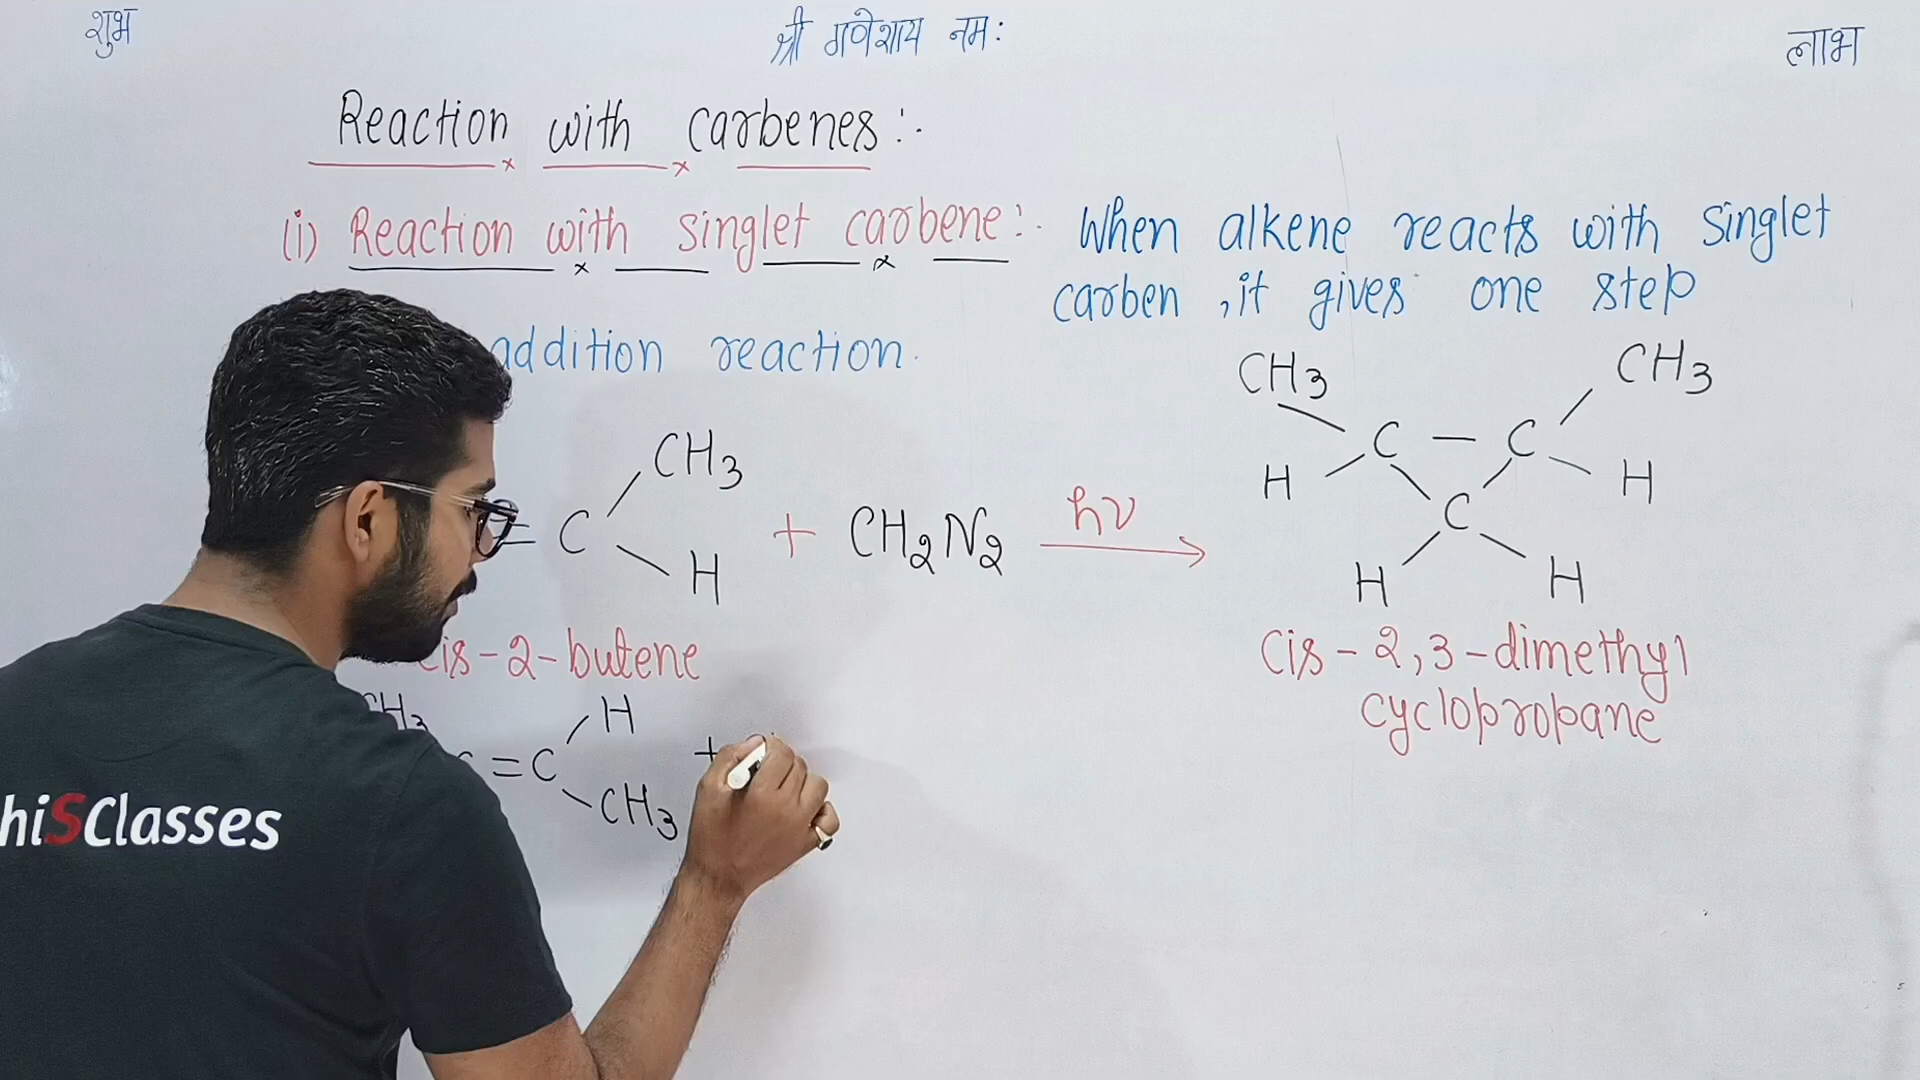 शुभ श्री गणेशाय नमः लाभ
Reaction with carbenes:-
(i) Reaction with singlet carbene:- When alkene reacts with singlet
carben ,it gives one step
addition reaction.
CH3 CH3
C - C
H H
C
H H
CH3
= C + CH2N2 hν
H
cis-2-butene
cis - 2,3-dimethyl
cyclopropane
CH3 H
C = C +
CH3
hiSClasses